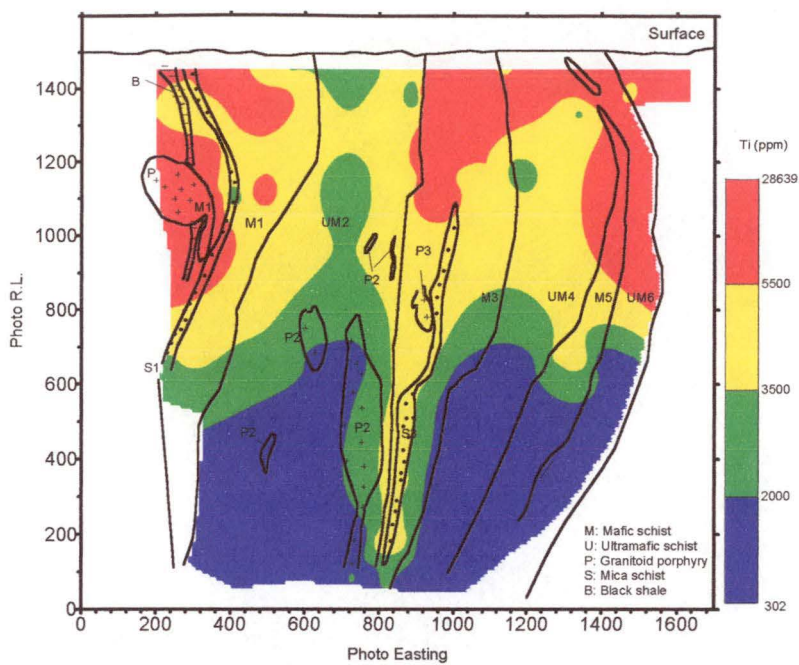 Surface
1400
1200
1000
800
600
400
200
0
Photo R.L.
0
200
400
600
800
1000
1200
1400
1600
Photo Easting
B
P
M1
M1
UM2
P2
P3
M3
UM4
M5
UM6
P2
S1
P2
P2
S3
Ti (ppm)
28639
5500
3500
2000
302
M: Mafic schist
U: Ultramafic schist
P: Granitoid porphyry
S: Mica schist
B: Black shale